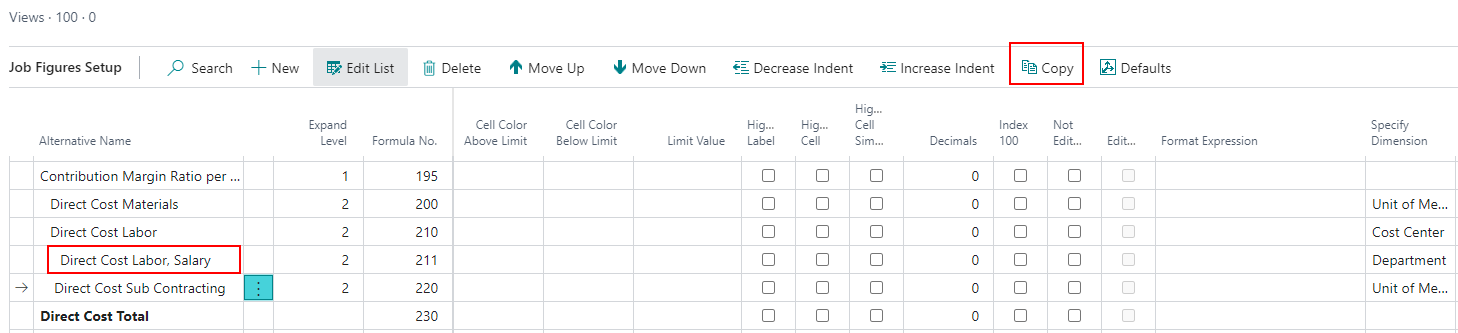 Views · 100 · 0
Job Figures Setup Search New Edit List Delete Move Up Move Down Decrease Indent Increase Indent Copy Defaults
Alternative Name Expand Level Formula No. Cell Color Above Limit Cell Color Below Limit Limit Value Hig... Label Hig... Cell Hig... Cell Sim... Decimals Index 100 Not Edit... Edit... Format Expression Specify Dimension
Contribution Margin Ratio per ... 1 195 0
Direct Cost Materials 2 200 0 Unit of Me...
Direct Cost Labor 2 210 0 Cost Center
Direct Cost Labor, Salary 2 211 0 Department
Direct Cost Sub Contracting 2 220 0 Unit of Me...
Direct Cost Total 230 0